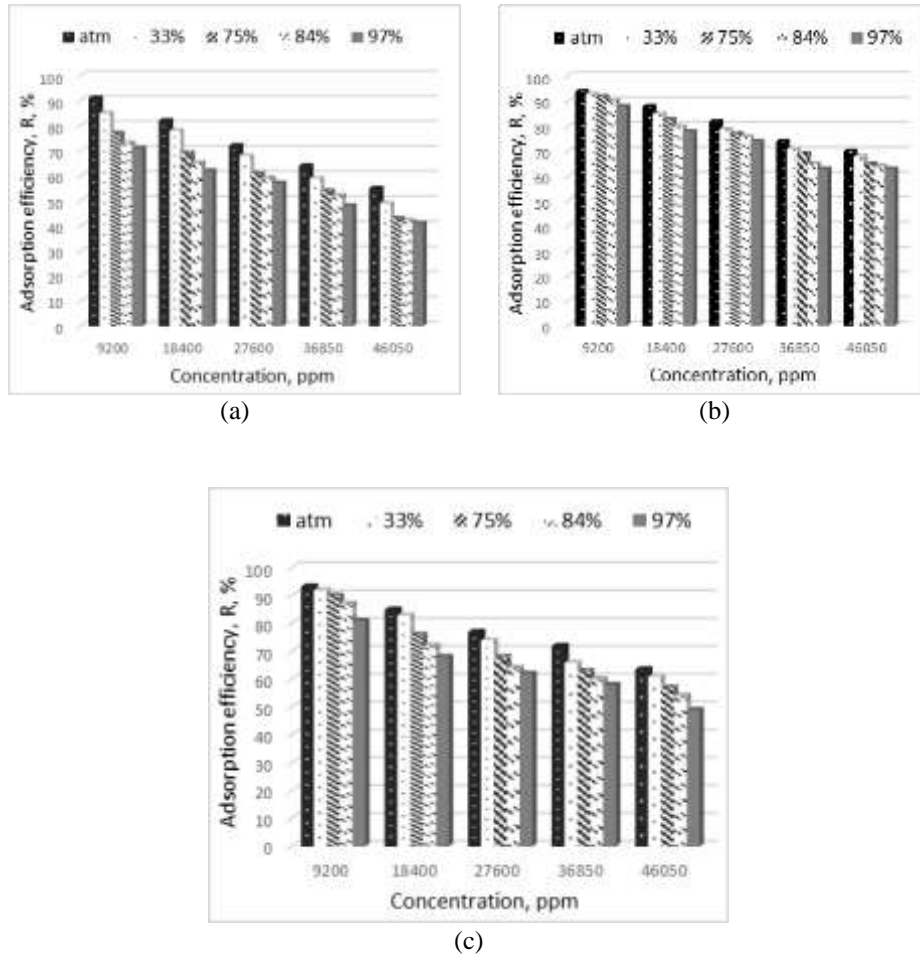 atm 33% 75% 84% 97%
Adsorption efficiency, R, %
100
90
80
70
60
50
40
30
20
10
0
9200 18400 27600 36850 46050
Concentration, ppm
(a)
atm 33% 75% 84% 97%
Adsorption efficiency, R, %
100
90
80
70
60
50
40
30
20
10
0
9200 18400 27600 36850 46050
Concentration, ppm
(b)
atm 33% 75% 84% 97%
Adsorption efficiency, R, %
100
90
80
70
60
50
40
30
20
10
0
9200 18400 27600 36850 46050
Concentration, ppm
(c)